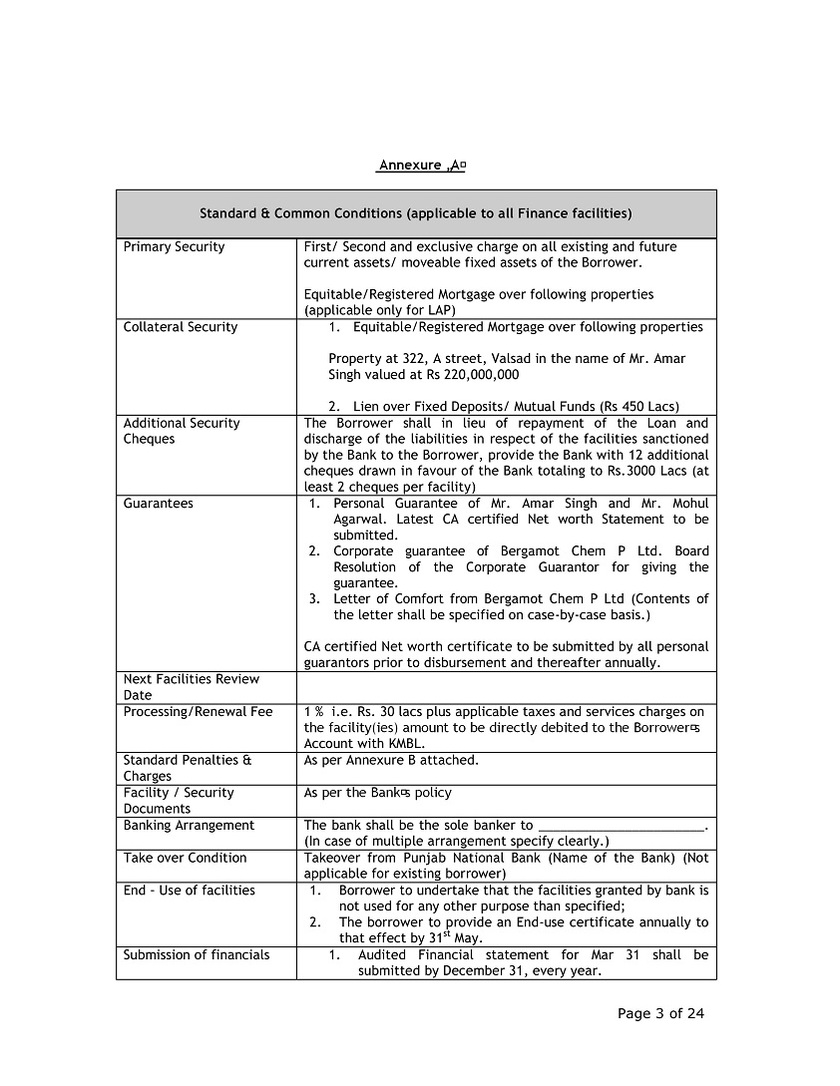 Annexure ‚A¤
Standard & Common Conditions (applicable to all Finance facilities)
Primary Security
First/ Second and exclusive charge on all existing and future
current assets/ moveable fixed assets of the Borrower.
Equitable/Registered Mortgage over following properties
(applicable only for LAP)
Collateral Security
1. Equitable/Registered Mortgage over following properties
Property at 322, A street, Valsad in the name of Mr. Amar
Singh valued at Rs 220,000,000
2. Lien over Fixed Deposits/ Mutual Funds (Rs 450 Lacs)
Additional Security
Cheques
The Borrower shall in lieu of repayment of the Loan and
discharge of the liabilities in respect of the facilities sanctioned
by the Bank to the Borrower, provide the Bank with 12 additional
cheques drawn in favour of the Bank totaling to Rs.3000 Lacs (at
least 2 cheques per facility)
Guarantees
1. Personal Guarantee of Mr. Amar Singh and Mr. Mohul
Agarwal. Latest CA certified Net worth Statement to be
submitted.
2. Corporate guarantee of Bergamot Chem P Ltd. Board
Resolution of the Corporate Guarantor for giving the
guarantee.
3. Letter of Comfort from Bergamot Chem P Ltd (Contents of
the letter shall be specified on case-by-case basis.)
CA certified Net worth certificate to be submitted by all personal
guarantors prior to disbursement and thereafter annually.
Next Facilities Review
Date
Processing/Renewal Fee
1 % i.e. Rs. 30 lacs plus applicable taxes and services charges on
the facility(ies) amount to be directly debited to the Borrower¤s
Account with KMBL.
Standard Penalties &
Charges
As per Annexure B attached.
Facility / Security
Documents
As per the Bank¤s policy
Banking Arrangement
The bank shall be the sole banker to _______________________.
(In case of multiple arrangement specify clearly.)
Take over Condition
Takeover from Punjab National Bank (Name of the Bank) (Not
applicable for existing borrower)
End - Use of facilities
1. Borrower to undertake that the facilities granted by bank is
not used for any other purpose than specified;
2. The borrower to provide an End-use certificate annually to
that effect by 31st May.
Submission of financials
1. Audited Financial statement for Mar 31 shall be
submitted by December 31, every year.
Page 3 of 24